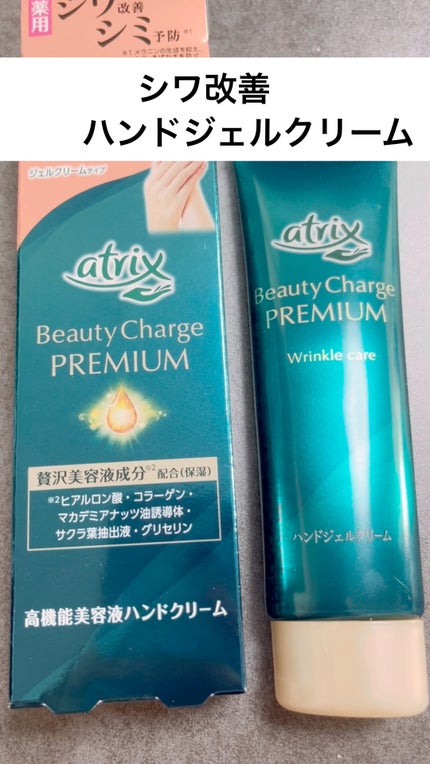 薬用
シワ改善
シミ予防※1
※1メラニンの生成を抑え、
シワ改善
ハンドジェルクリーム
ジェルクリームタイプ
atrix
Beauty Charge
PREMIUM
贅沢美容液成分※2配合(保湿)
※2ヒアルロン酸・コラーゲン・
マカデミアナッツ油誘導体・
サクラ葉抽出液・グリセリン
高機能美容液ハンドクリーム
atrix
Beauty Charge
PREMIUM
Wrinkle care
ハンドジェルクリーム